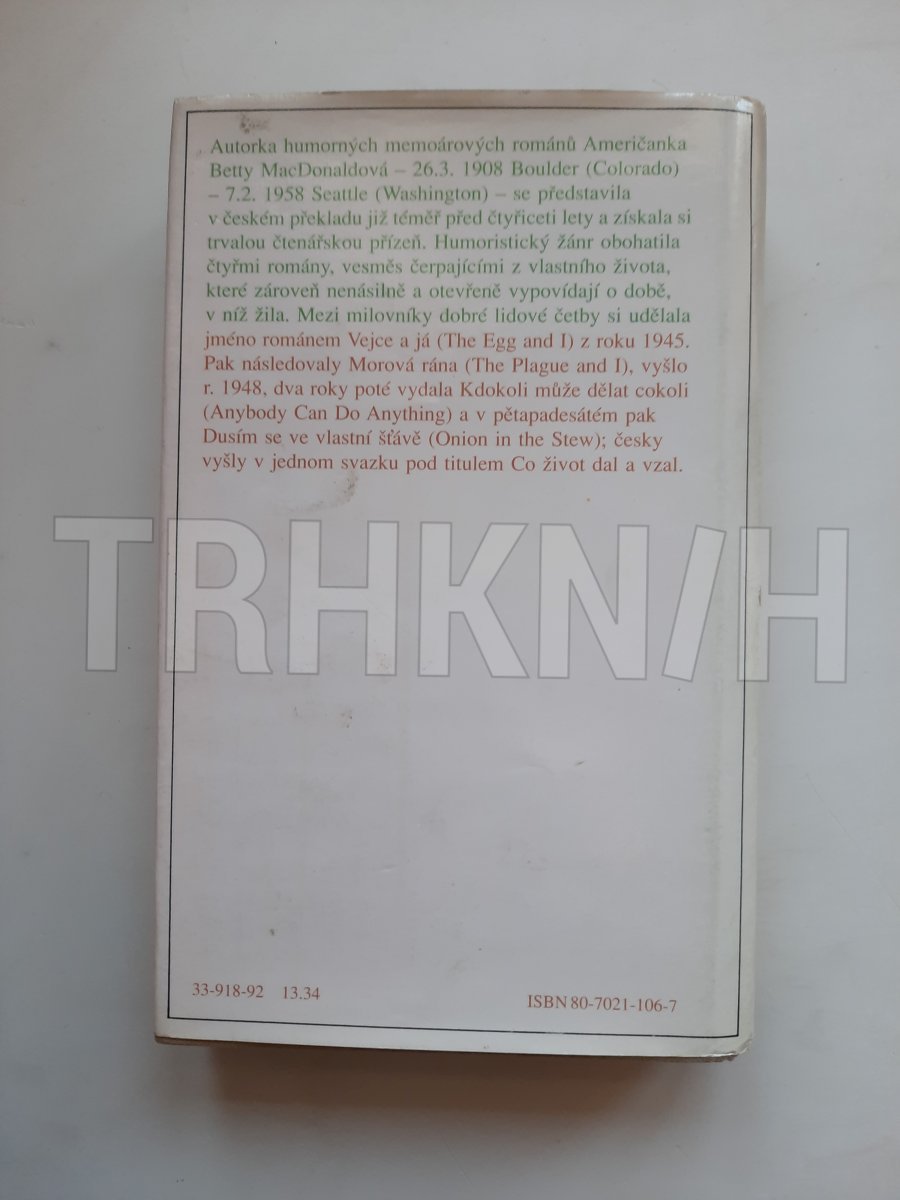 Autorka humorných memoárových románů Američanka
Betty MacDonaldová – 26.3. 1908 Boulder (Colorado)
– 7.2. 1958 Seattle (Washington) – se představila
v českém překladu již téměř před čtyřiceti lety a získala si
trvalou čtenářskou přízeň. Humoristický žánr obohatila
čtyřmi romány, vesměs čerpajícími z vlastního života,
které zároveň nenásilně a otevřeně vypovídají o době,
v níž žila. Mezi milovníky dobré lidové četby si udělala
jméno románem Vejce a já (The Egg and I) z roku 1945.
Pak následovaly Morová rána (The Plague and I), vyšlo
r. 1948, dva roky poté vydala Kdokoli může dělat cokoli
(Anybody Can Do Anything) a v pětapadesátém pak
Dusím se ve vlastní šťávě (Onion in the Stew); česky
vyšly v jednom svazku pod titulem Co život dal a vzal.
TRHKN/H
33-918-92 13.34
ISBN 80-7021-106-7